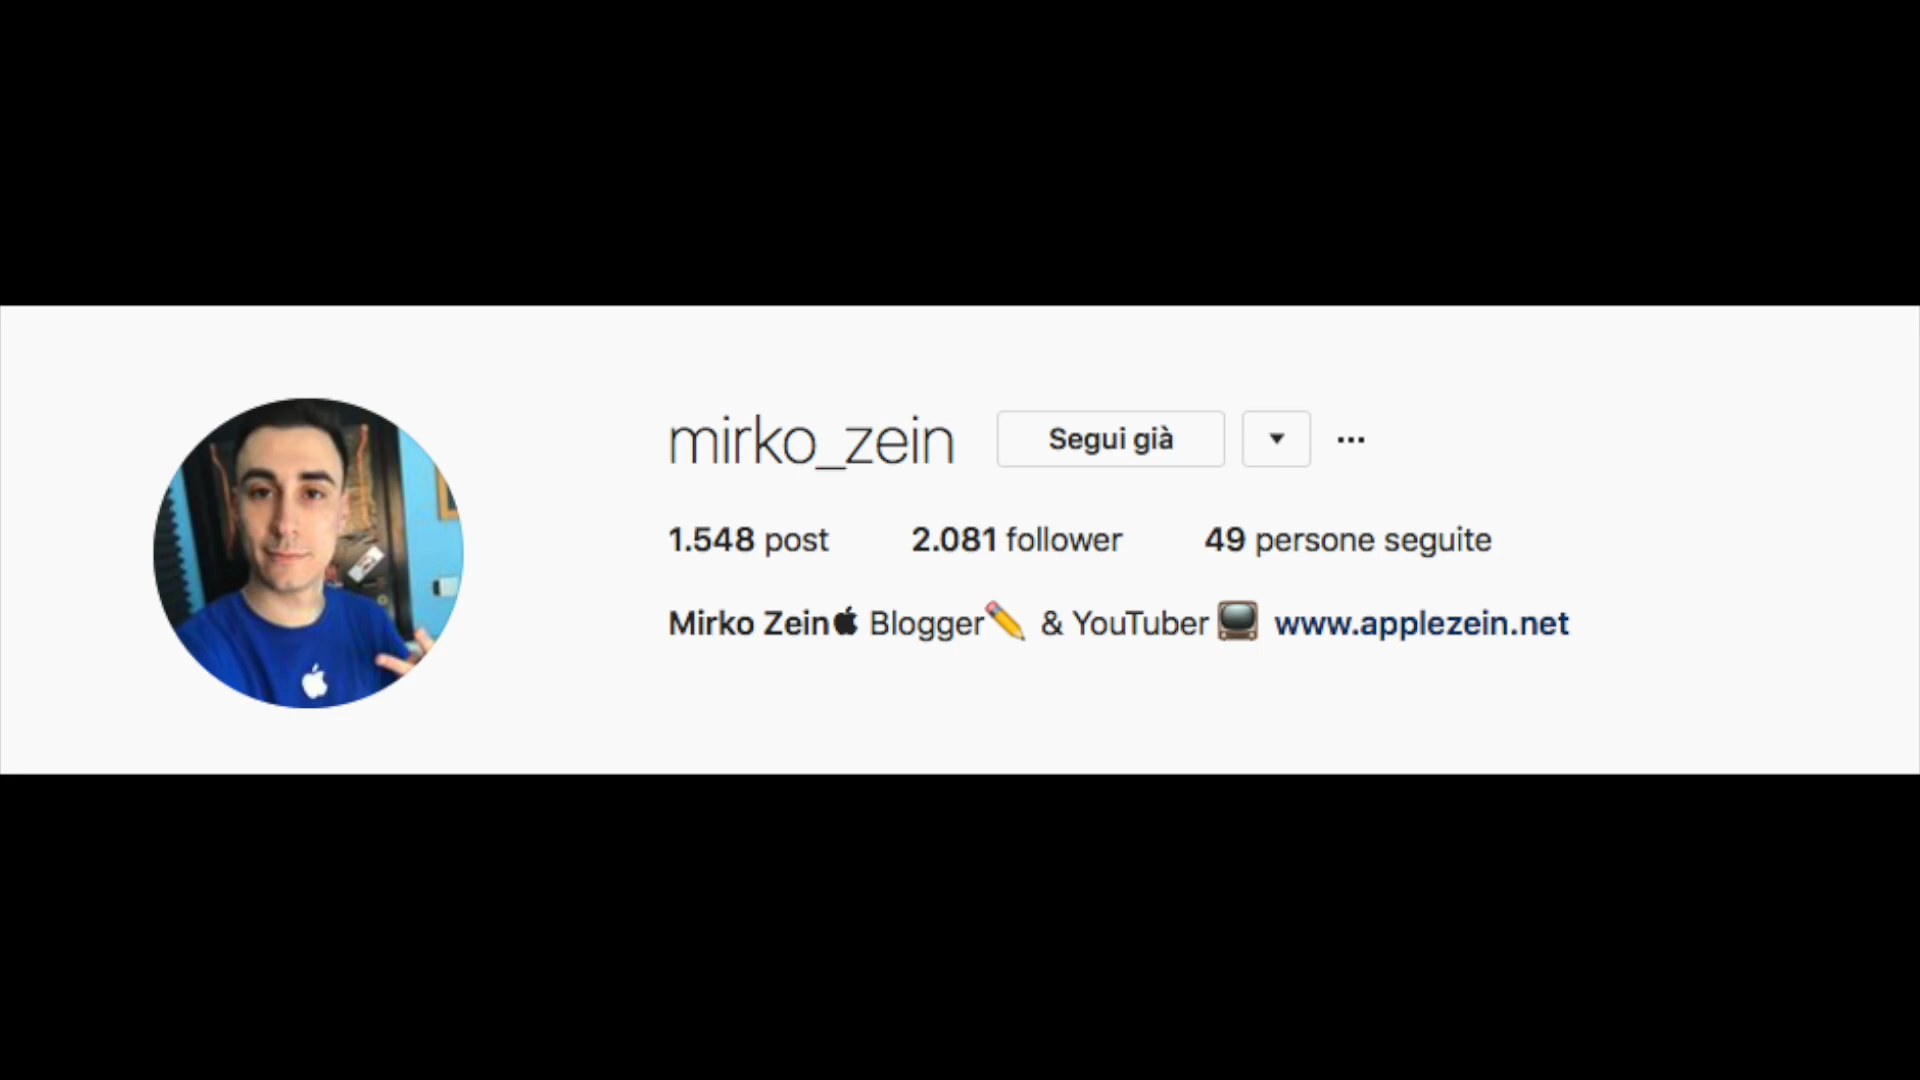 mirko_zein Segui già ▼ •••
1.548 post 2.081 follower 49 persone seguite
Mirko Zein Blogger✏️ & YouTuber 📺 www.applezein.net